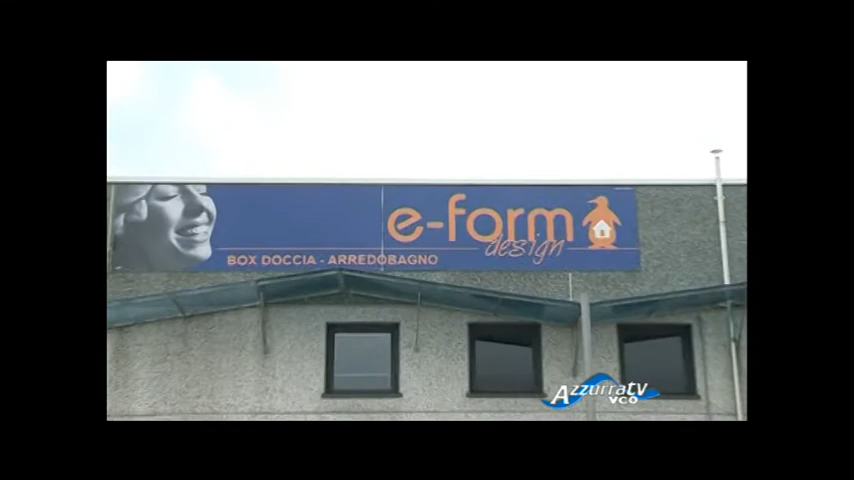 e-form
design
BOX DOCCIA - ARREDOBAGNO
Azzurratv
VCO